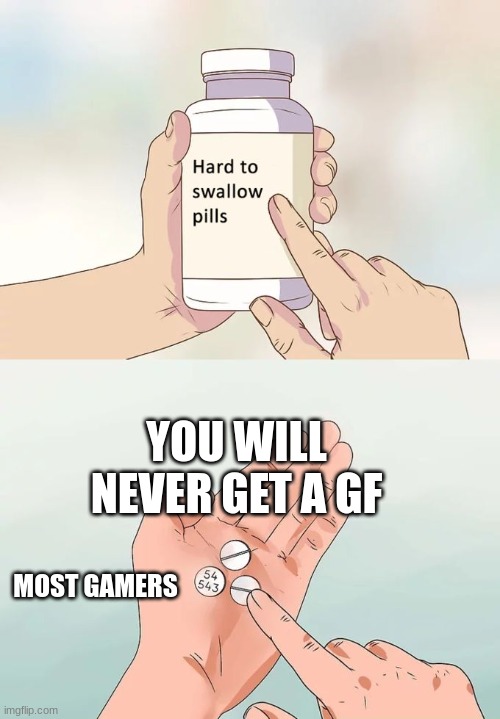 Hard to
swallow
pills
YOU WILL
NEVER GET A GF
MOST GAMERS
54
543
imgflip.com